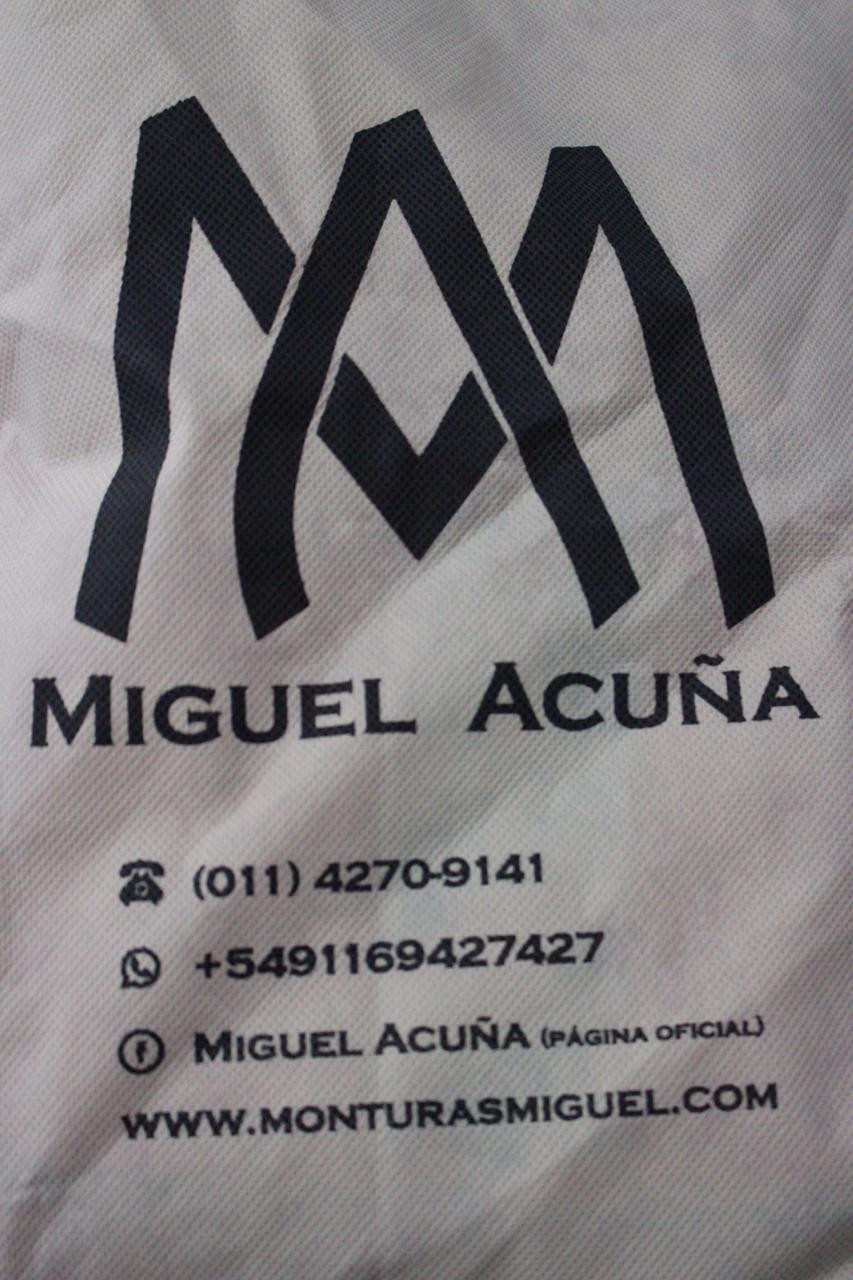 MIGUEL ACUÑA
(011) 4270-9141
+5491169427427
MIGUEL ACUÑA (PÁGINA OFICIAL)
WWW.MONTURASMIGUEL.COM